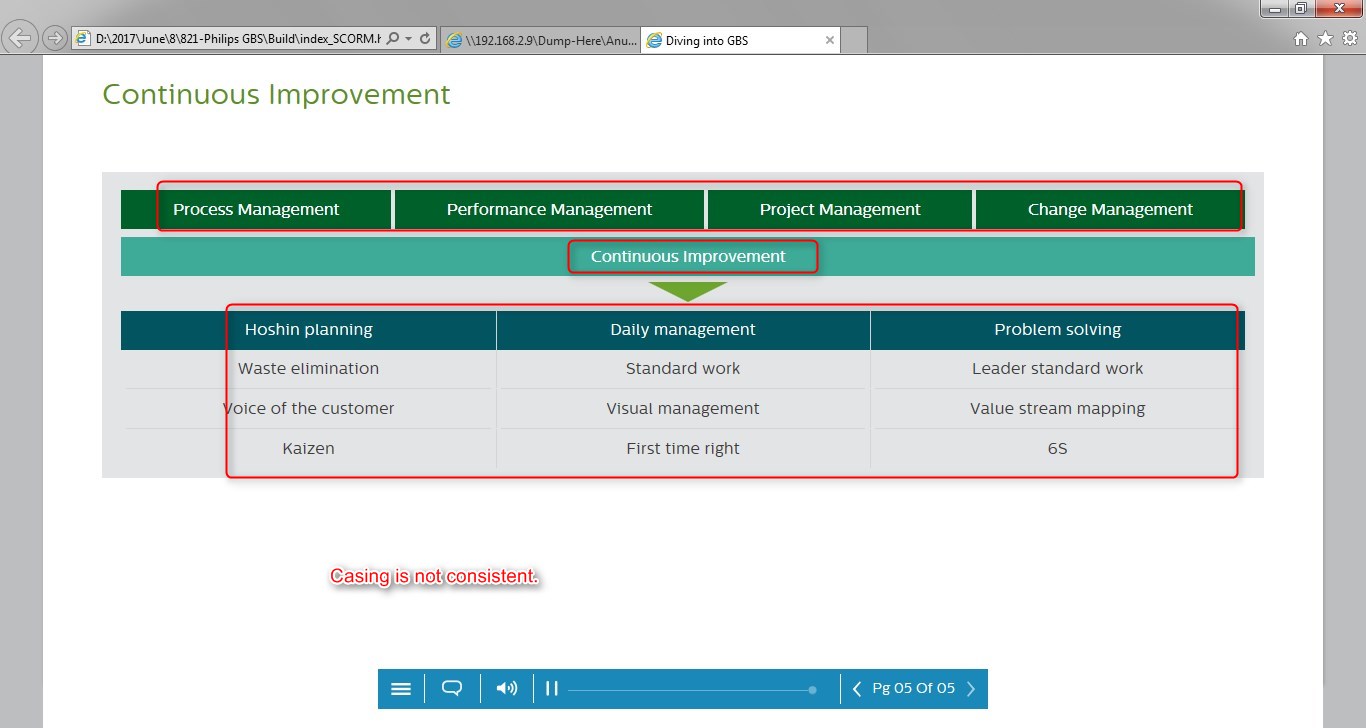 D:\2017\June\8\821-Philips GBS\Build\index_SCORM.h
\\192.168.2.9\Dump-Here\Anu...
Diving into GBS
Continuous Improvement
Process Management Performance Management Project Management Change Management
Continuous Improvement
Hoshin planning Daily management Problem solving
Waste elimination Standard work Leader standard work
Voice of the customer Visual management Value stream mapping
Kaizen First time right 6S
Casing is not consistent.
Pg 05 Of 05